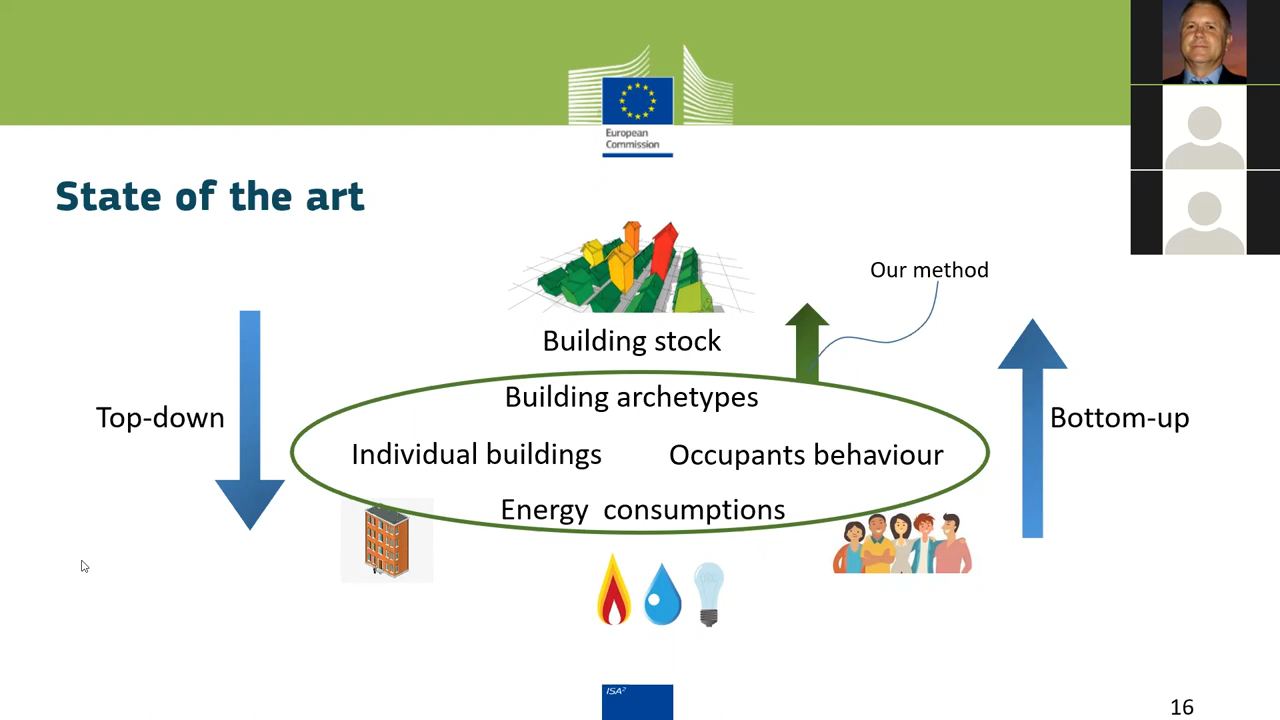 European
Commission
State of the art
Our method
Building stock
Building archetypes
Top-down
Bottom-up
Individual buildings
Occupants behaviour
Energy consumptions
ISA²
16